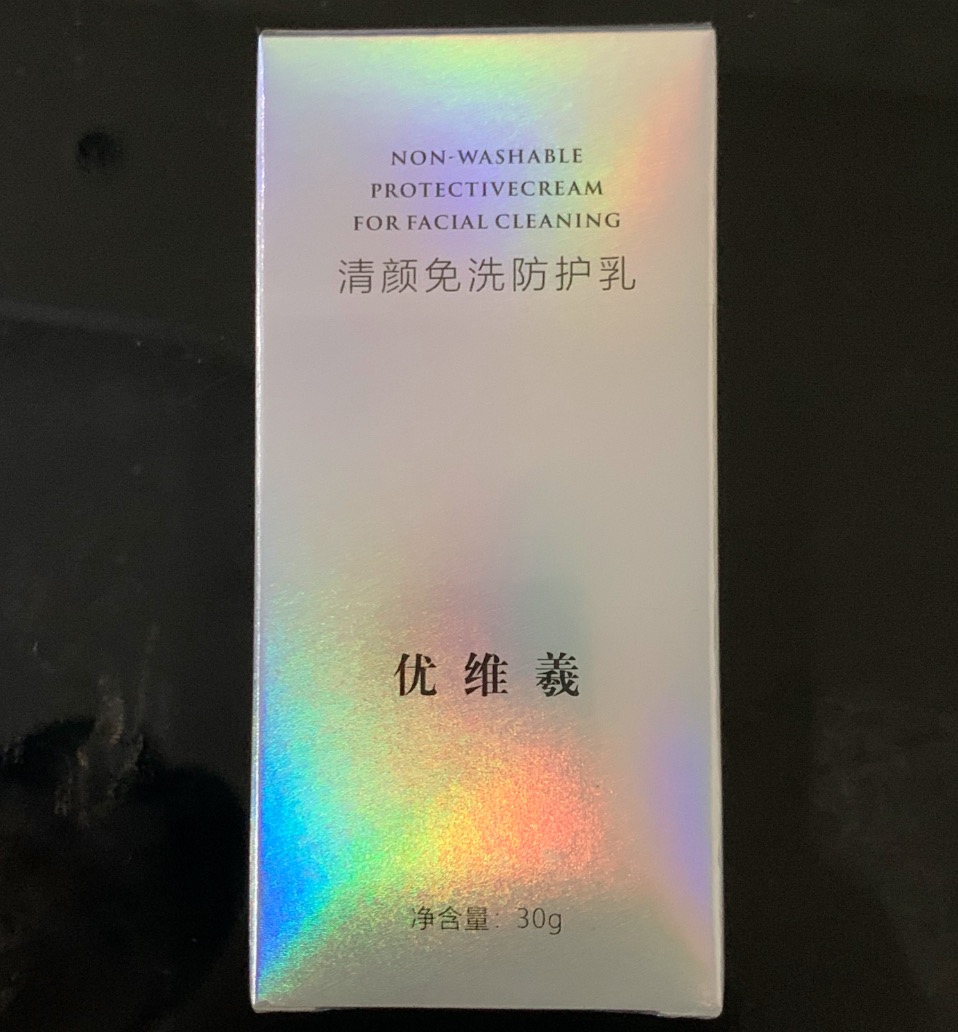 NON-WASHABLE
PROTECTIVECREAM
FOR FACIAL CLEANING
清颜免洗防护乳
优维羲
净含量：30g